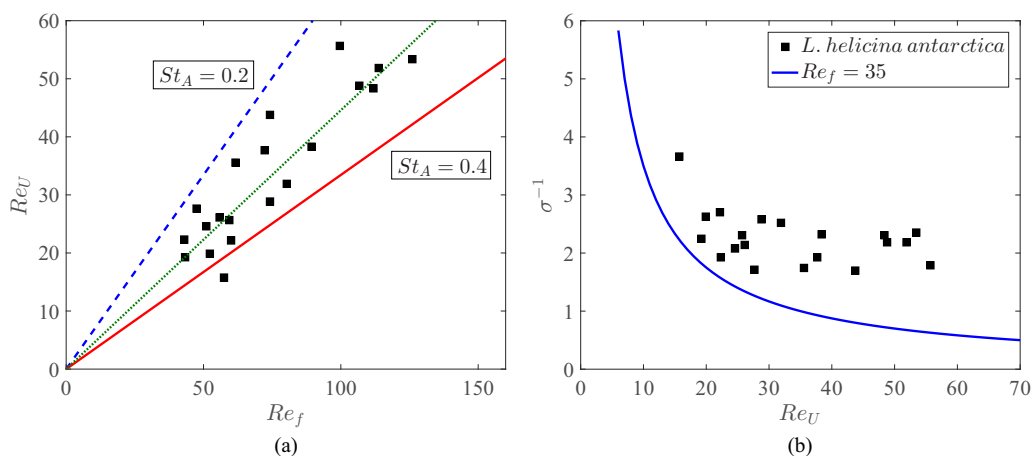 60
50
40
30
20
10
0
0
50
100
150
Re_U
Re_f
St_A = 0.2
St_A = 0.4
(a)
6
5
4
3
2
1
0
0
10
20
30
40
50
60
70
σ⁻¹
Re_U
L. helicina antarctica
Re_f = 35
(b)